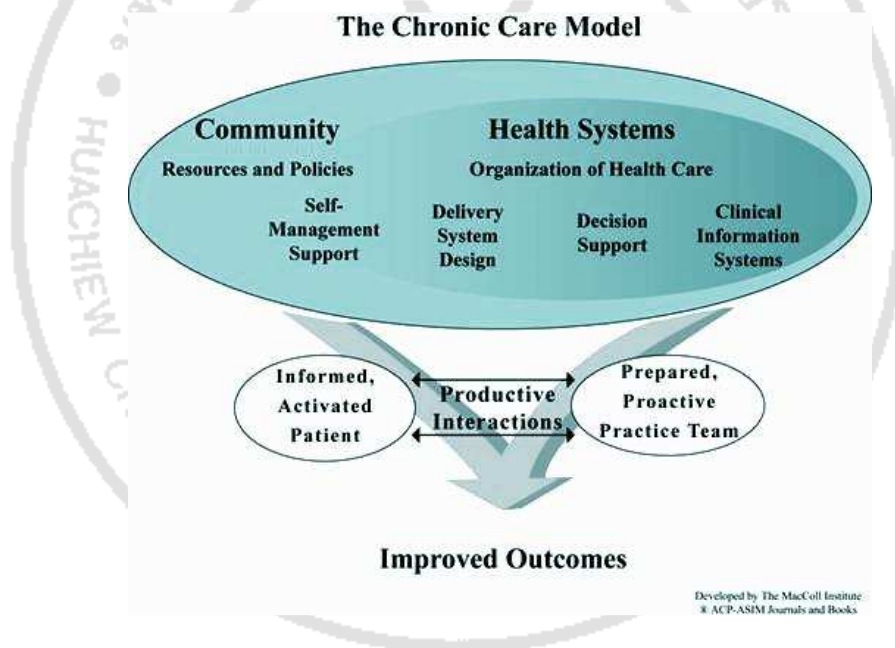 The Chronic Care Model
Community
Health Systems
Resources and Policies
Organization of Health Care
Self-
Management
Support
Delivery
System
Design
Decision
Support
Clinical
Information
Systems
Informed,
Activated
Patient
Productive
Interactions
Prepared,
Proactive
Practice Team
Improved Outcomes
Developed by The MacColl Institute
® ACP-ASIM Journals and Books
HUACHIEW